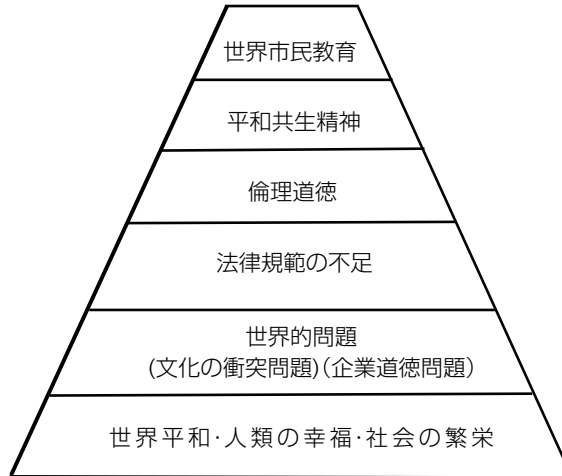 世界市民教育
平和共生精神
倫理道徳
法律規範の不足
世界的問題
(文化の衝突問題)(企業道徳問題)
世界平和·人類の幸福·社会の繁栄